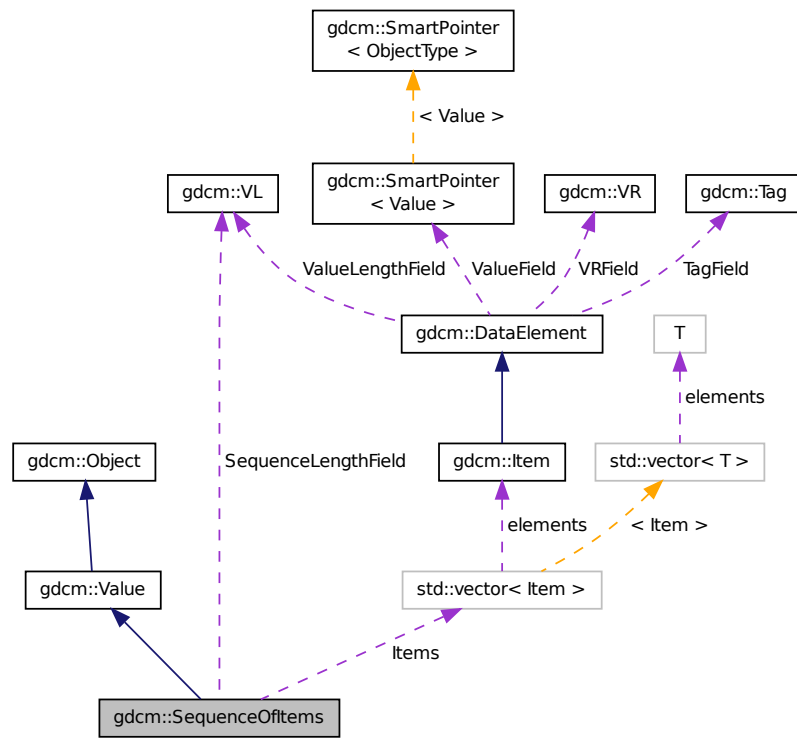 gdcm::SmartPointer
< ObjectType >
< Value >
gdcm::VL
gdcm::SmartPointer
< Value >
gdcm::VR
gdcm::Tag
ValueLengthField
ValueField
VRField
TagField
gdcm::DataElement
T
elements
gdcm::Object
SequenceLengthField
gdcm::Item
std::vector< T >
elements
< Item >
gdcm::Value
std::vector< Item >
Items
gdcm::SequenceOfItems